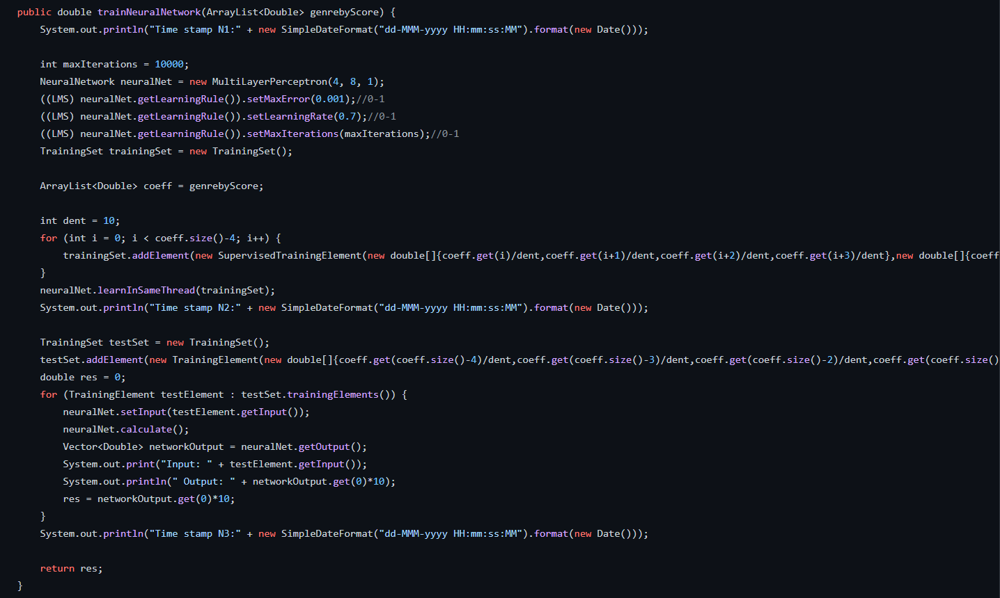 public double trainNeuralNetwork(ArrayList<Double> genrebyScore) {
    System.out.println("Time stamp N1:" + new SimpleDateFormat("dd-MMM-yyyy HH:mm:ss:MM").format(new Date()));
    int maxIterations = 10000;
    NeuralNetwork neuralNet = new MultiLayerPerceptron(4, 8, 1);
    ((LMS) neuralNet.getLearningRule()).setMaxError(0.001);//0-1
    ((LMS) neuralNet.getLearningRule()).setLearningRate(0.7);//0-1
    ((LMS) neuralNet.getLearningRule()).setMaxIterations(maxIterations);//0-1
    TrainingSet trainingSet = new TrainingSet();
    ArrayList<Double> coeff = genrebyScore;
    int dent = 10;
    for (int i = 0; i < coeff.size()-4; i++) {
        trainingSet.addElement(new SupervisedTrainingElement(new double[]{coeff.get(i)/dent,coeff.get(i+1)/dent,coeff.get(i+2)/dent,coeff.get(i+3)/dent},new double[]{coeff
    }
    neuralNet.learnInSameThread(trainingSet);
    System.out.println("Time stamp N2:" + new SimpleDateFormat("dd-MMM-yyyy HH:mm:ss:MM").format(new Date()));
    TrainingSet testSet = new TrainingSet();
    testSet.addElement(new TrainingElement(new double[]{coeff.get(coeff.size()-4)/dent,coeff.get(coeff.size()-3)/dent,coeff.get(coeff.size()-2)/dent,coeff.get(coeff.size()
    double res = 0;
    for (TrainingElement testElement : testSet.trainingElements()) {
        neuralNet.setInput(testElement.getInput());
        neuralNet.calculate();
        Vector<Double> networkOutput = neuralNet.getOutput();
        System.out.print("Input: " + testElement.getInput());
        System.out.println(" Output: " + networkOutput.get(0)*10);
        res = networkOutput.get(0)*10;
    }
    System.out.println("Time stamp N3:" + new SimpleDateFormat("dd-MMM-yyyy HH:mm:ss:MM").format(new Date()));
    return res;
}